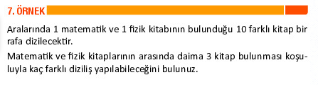 7. ÖRNEK
Aralarında 1 matematik ve 1 fizik kitabının bulunduğu 10 farklı kitap bir
rafa dizilecektir.
Matematik ve fizik kitaplarının arasında daima 3 kitap bulunması koşu-
luyla kaç farklı diziliş yapılabileceğini bulunuz.